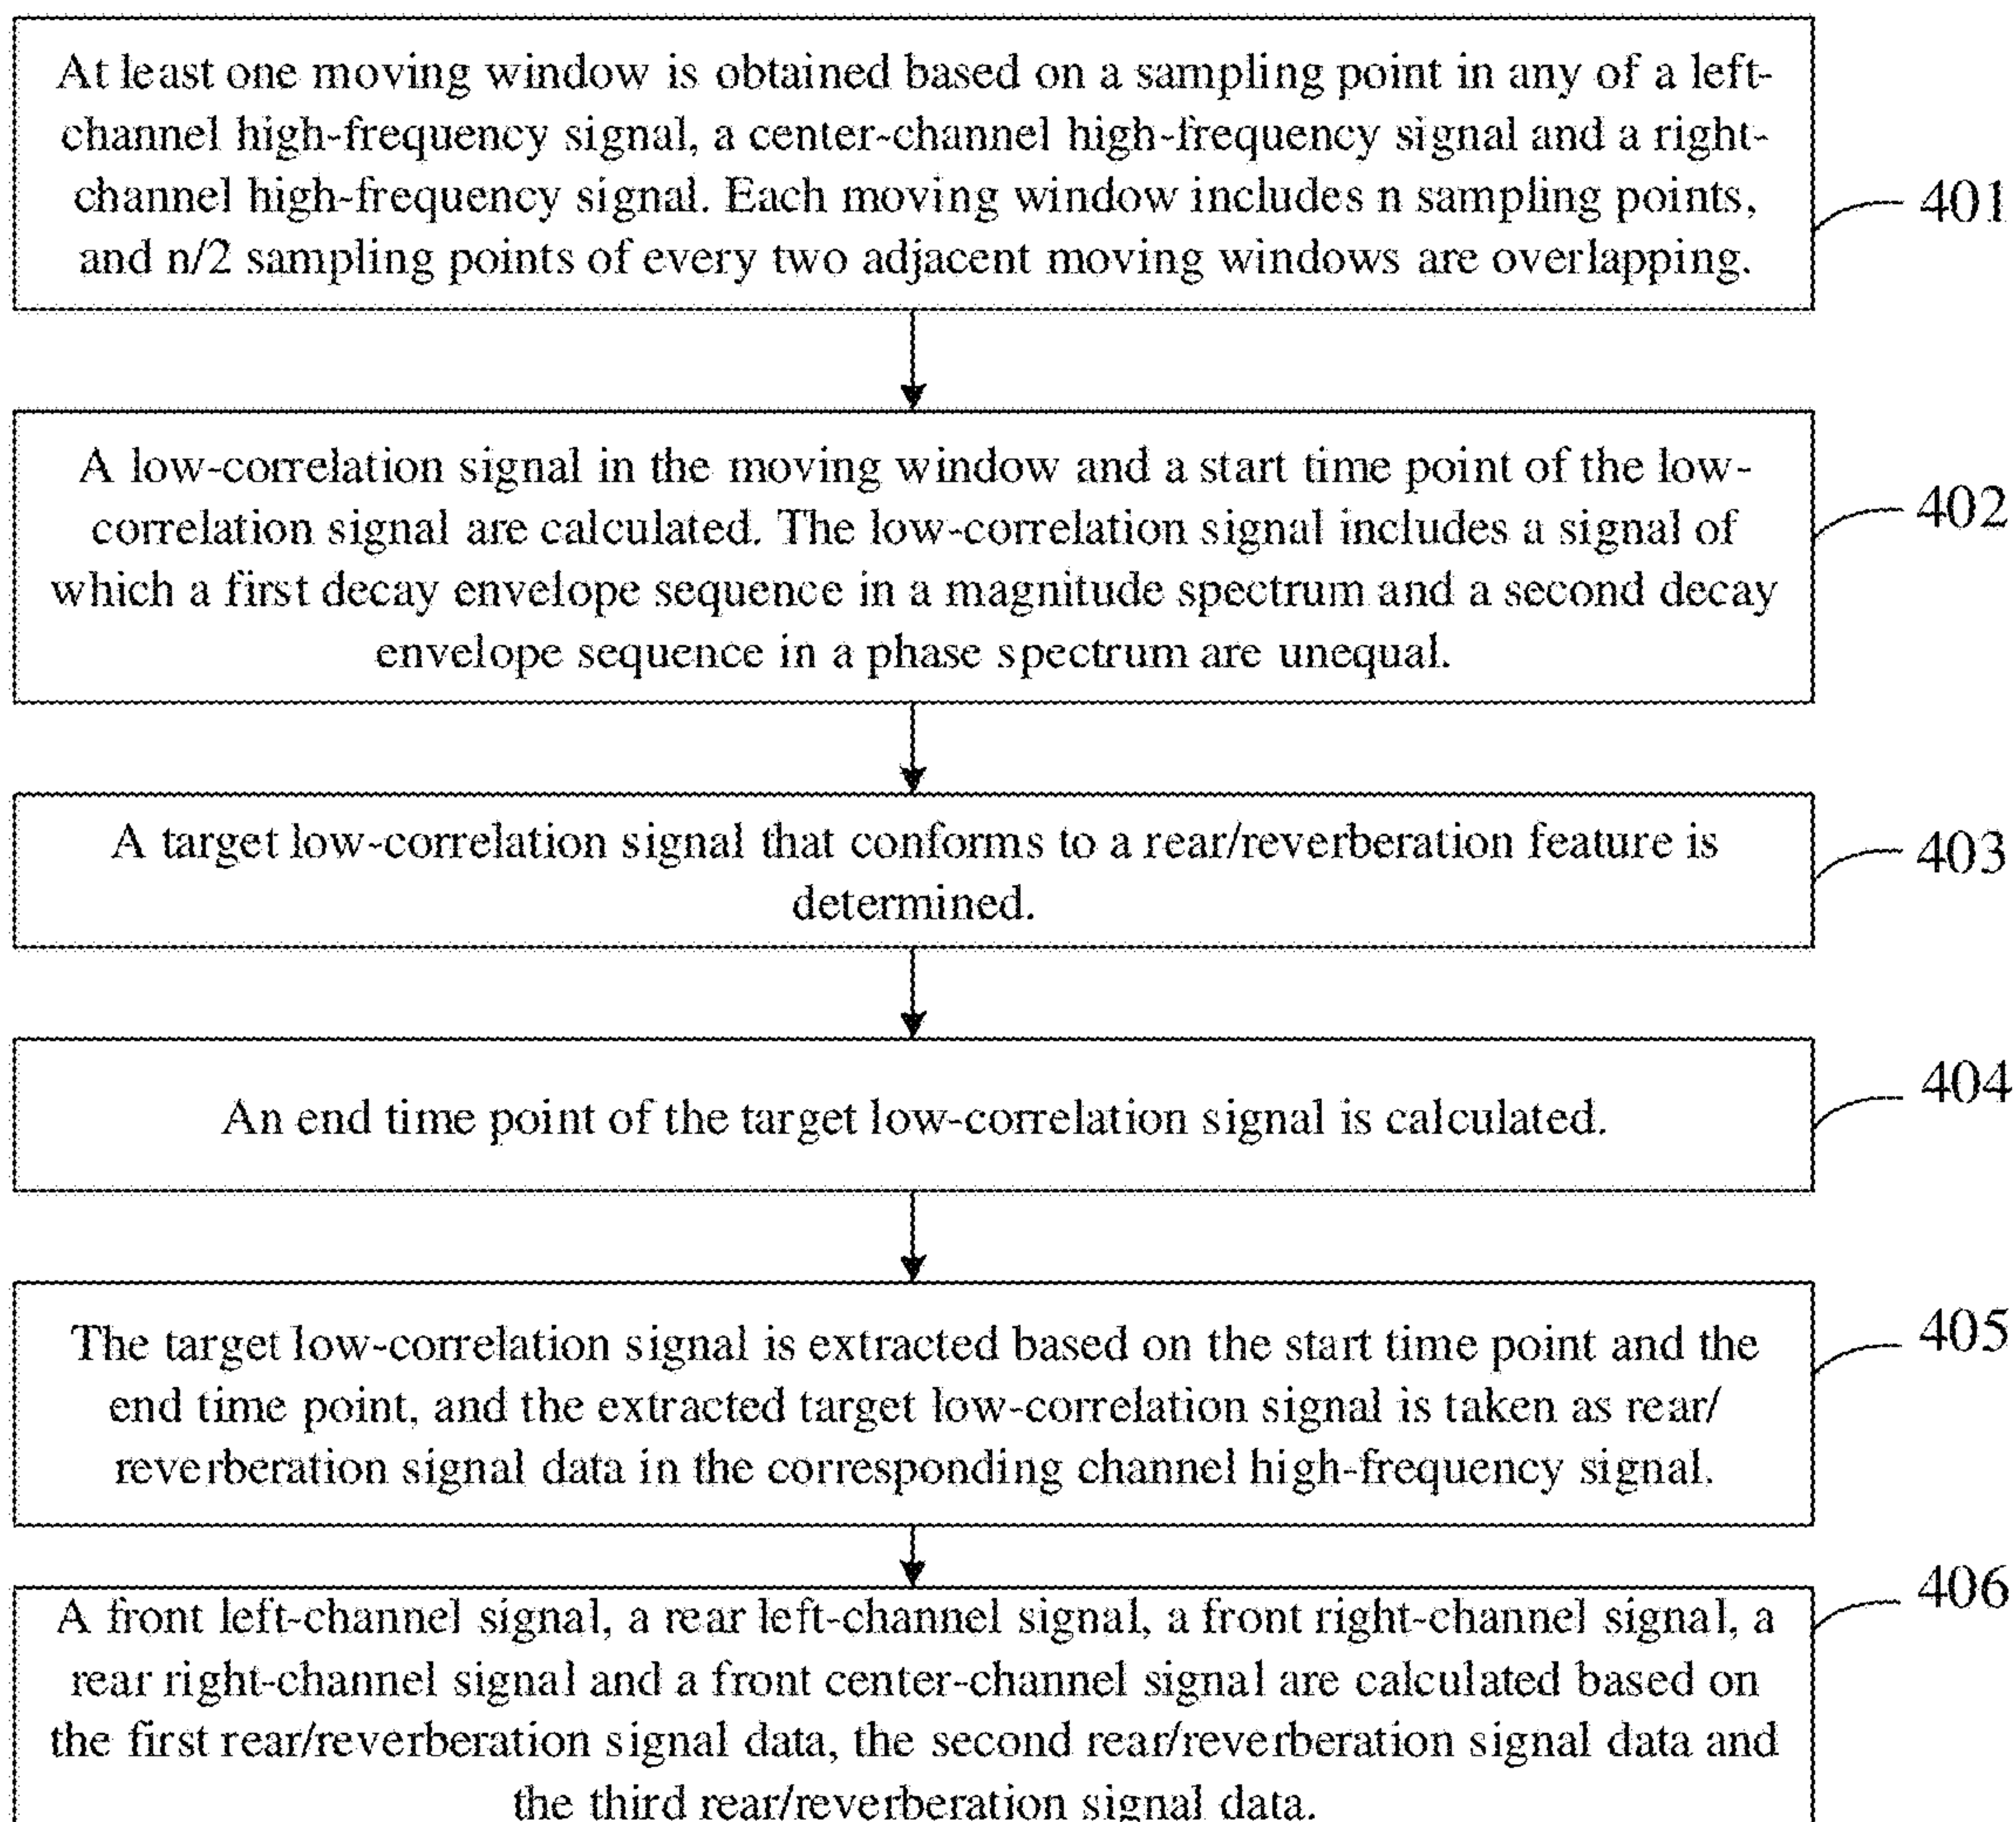 At least one moving window is obtained based on a sampling point in any of a left-
channel high-frequency signal, a center-channel high-frequency signal and a right-
channel high-frequency signal. Each moving window includes n sampling points,
and n/2 sampling points of every two adjacent moving windows are overlapping.
401
A low-correlation signal in the moving window and a start time point of the low-
correlation signal are calculated. The low-correlation signal includes a signal of
which a first decay envelope sequence in a magnitude spectrum and a second decay
envelope sequence in a phase spectrum are unequal.
402
A target low-correlation signal that conforms to a rear/reverberation feature is
determined.
403
An end time point of the target low-correlation signal is calculated.
404
The target low-correlation signal is extracted based on the start time point and the
end time point, and the extracted target low-correlation signal is taken as rear/
reverberation signal data in the corresponding channel high-frequency signal.
405
A front left-channel signal, a rear left-channel signal, a front right-channel signal, a
rear right-channel signal and a front center-channel signal are calculated based on
the first rear/reverberation signal data, the second rear/reverberation signal data and
the third rear/reverberation signal data.
406